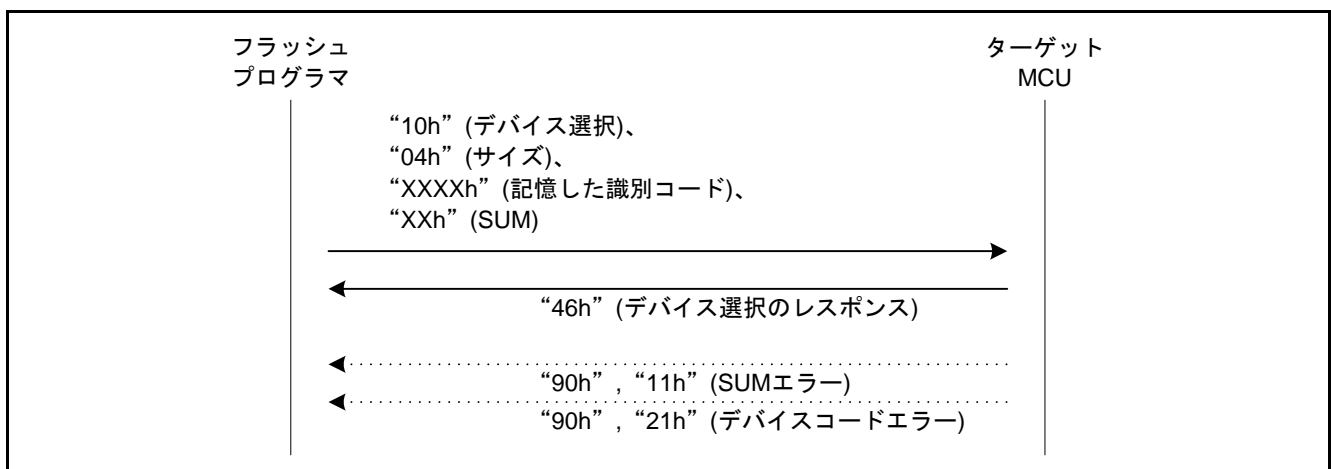 フラッシュ
プログラマ
ターゲット
MCU
“10h” (デバイス選択)、
“04h” (サイズ)、
“XXXXh” (記憶した識別コード)、
“XXh” (SUM)
“46h” (デバイス選択のレスポンス)
“90h” , “11h” (SUMエラー)
“90h” , “21h” (デバイスコードエラー)